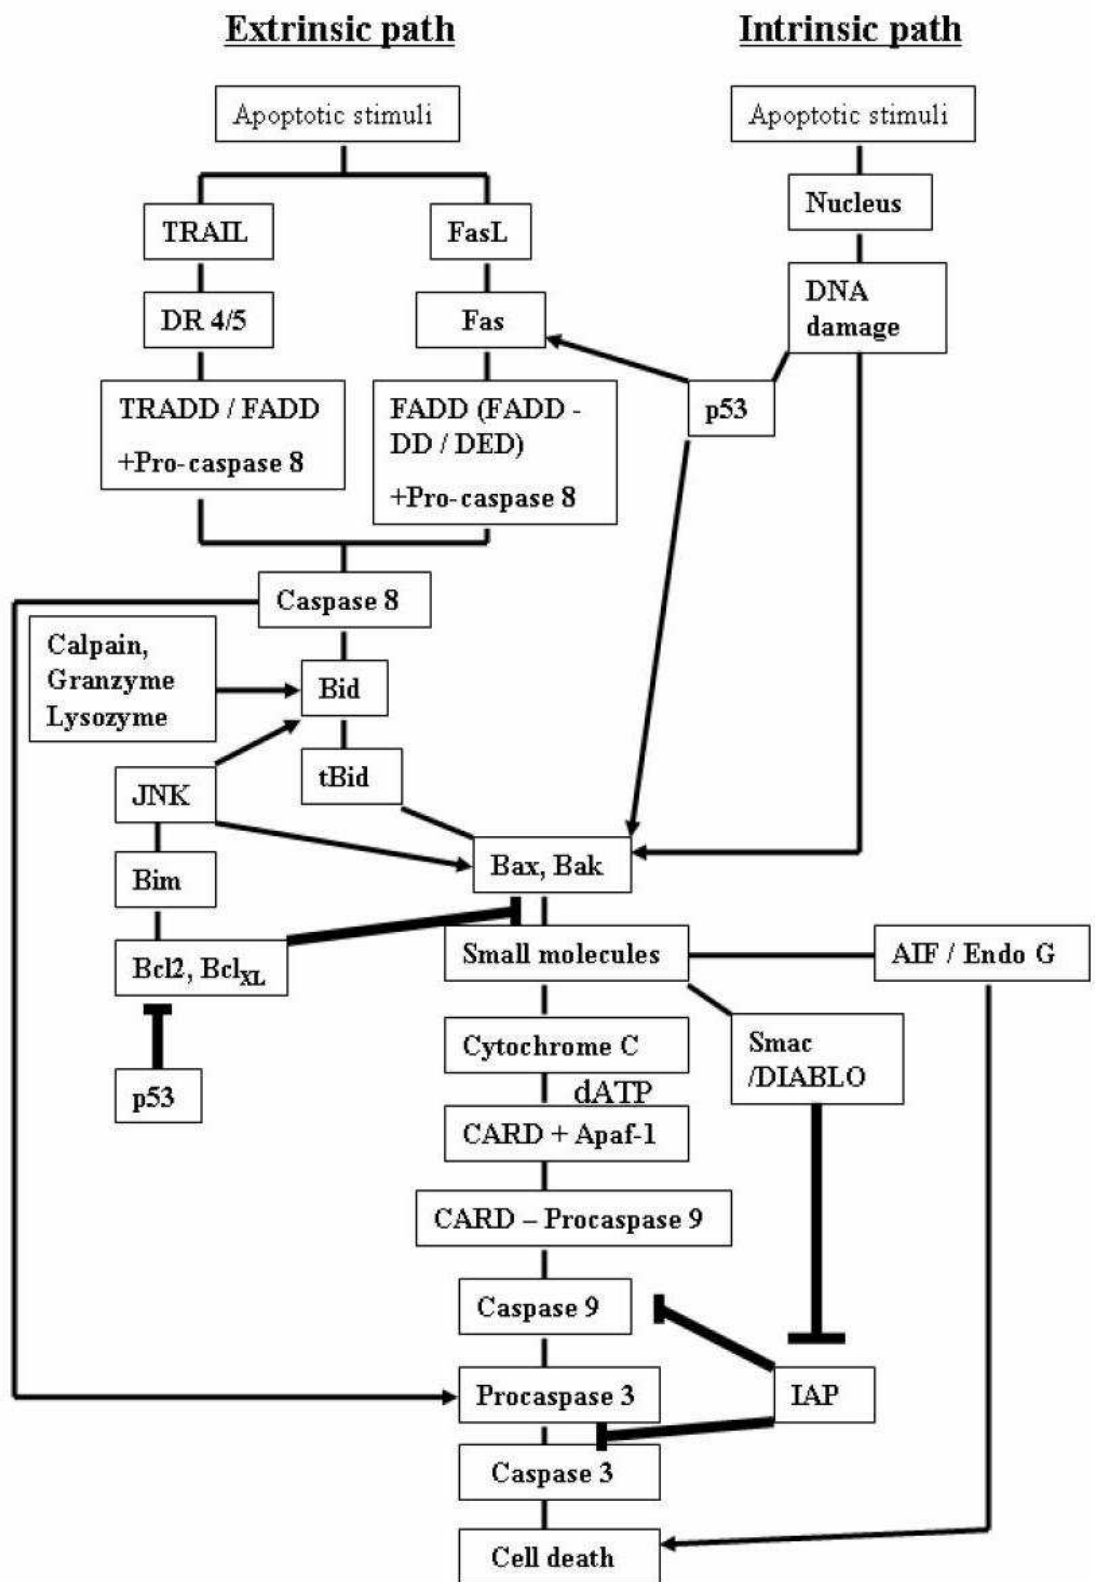 Extrinsic path
Intrinsic path
Apoptotic stimuli
Apoptotic stimuli
Nucleus
TRAIL
FasL
DNA
damage
DR 4/5
Fas
TRADD / FADD
+Pro-caspase 8
FADD (FADD -
DD / DED)
+Pro-caspase 8
p53
Caspase 8
Calpain,
Granzyme
Lysozyme
Bid
tBid
JNK
Bax, Bak
Bim
Bcl2, BclXL
Small molecules
AIF / Endo G
Cytochrome C
Smac
/DIABLO
p53
dATP
CARD + Apaf-1
CARD – Procaspase 9
Caspase 9
Procaspase 3
IAP
Caspase 3
Cell death